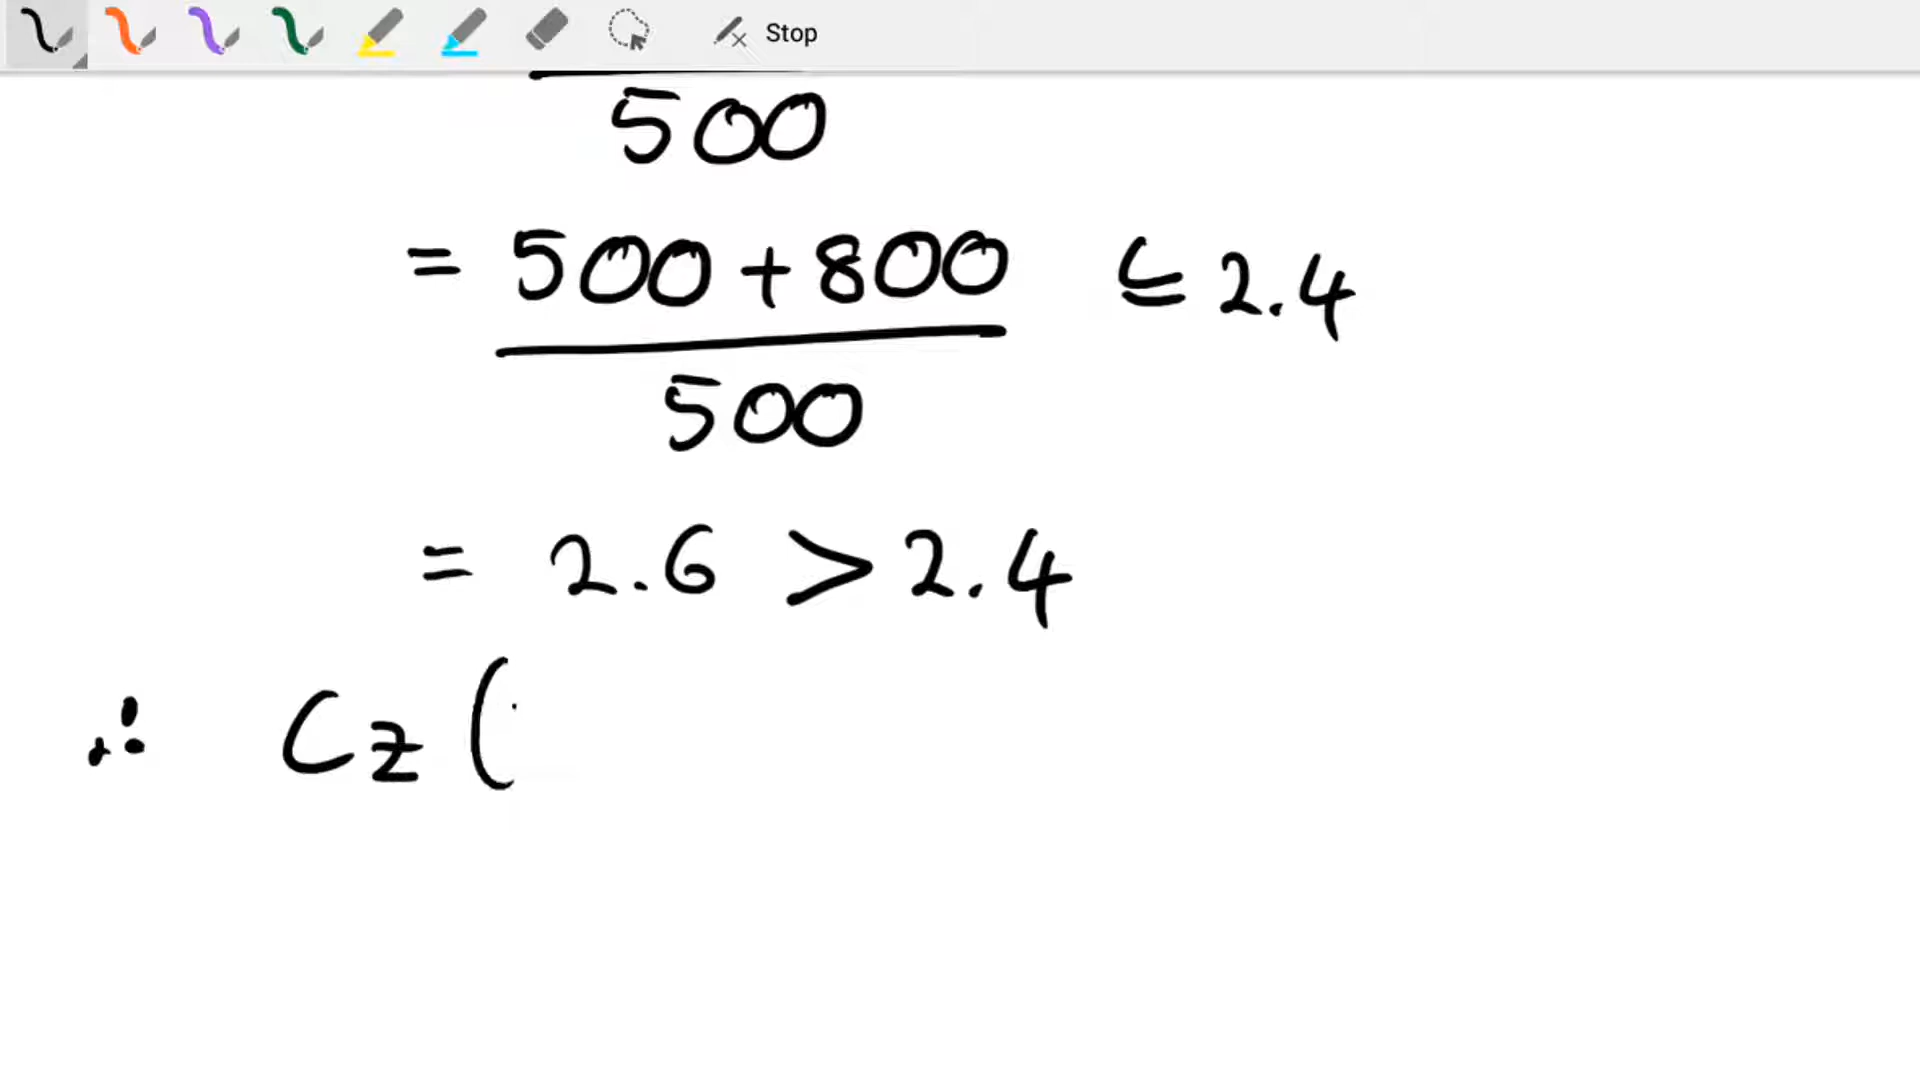 Stop
500
= 500 + 800 ≤ 2.4
500
= 2.6 > 2.4
∴ Cz (